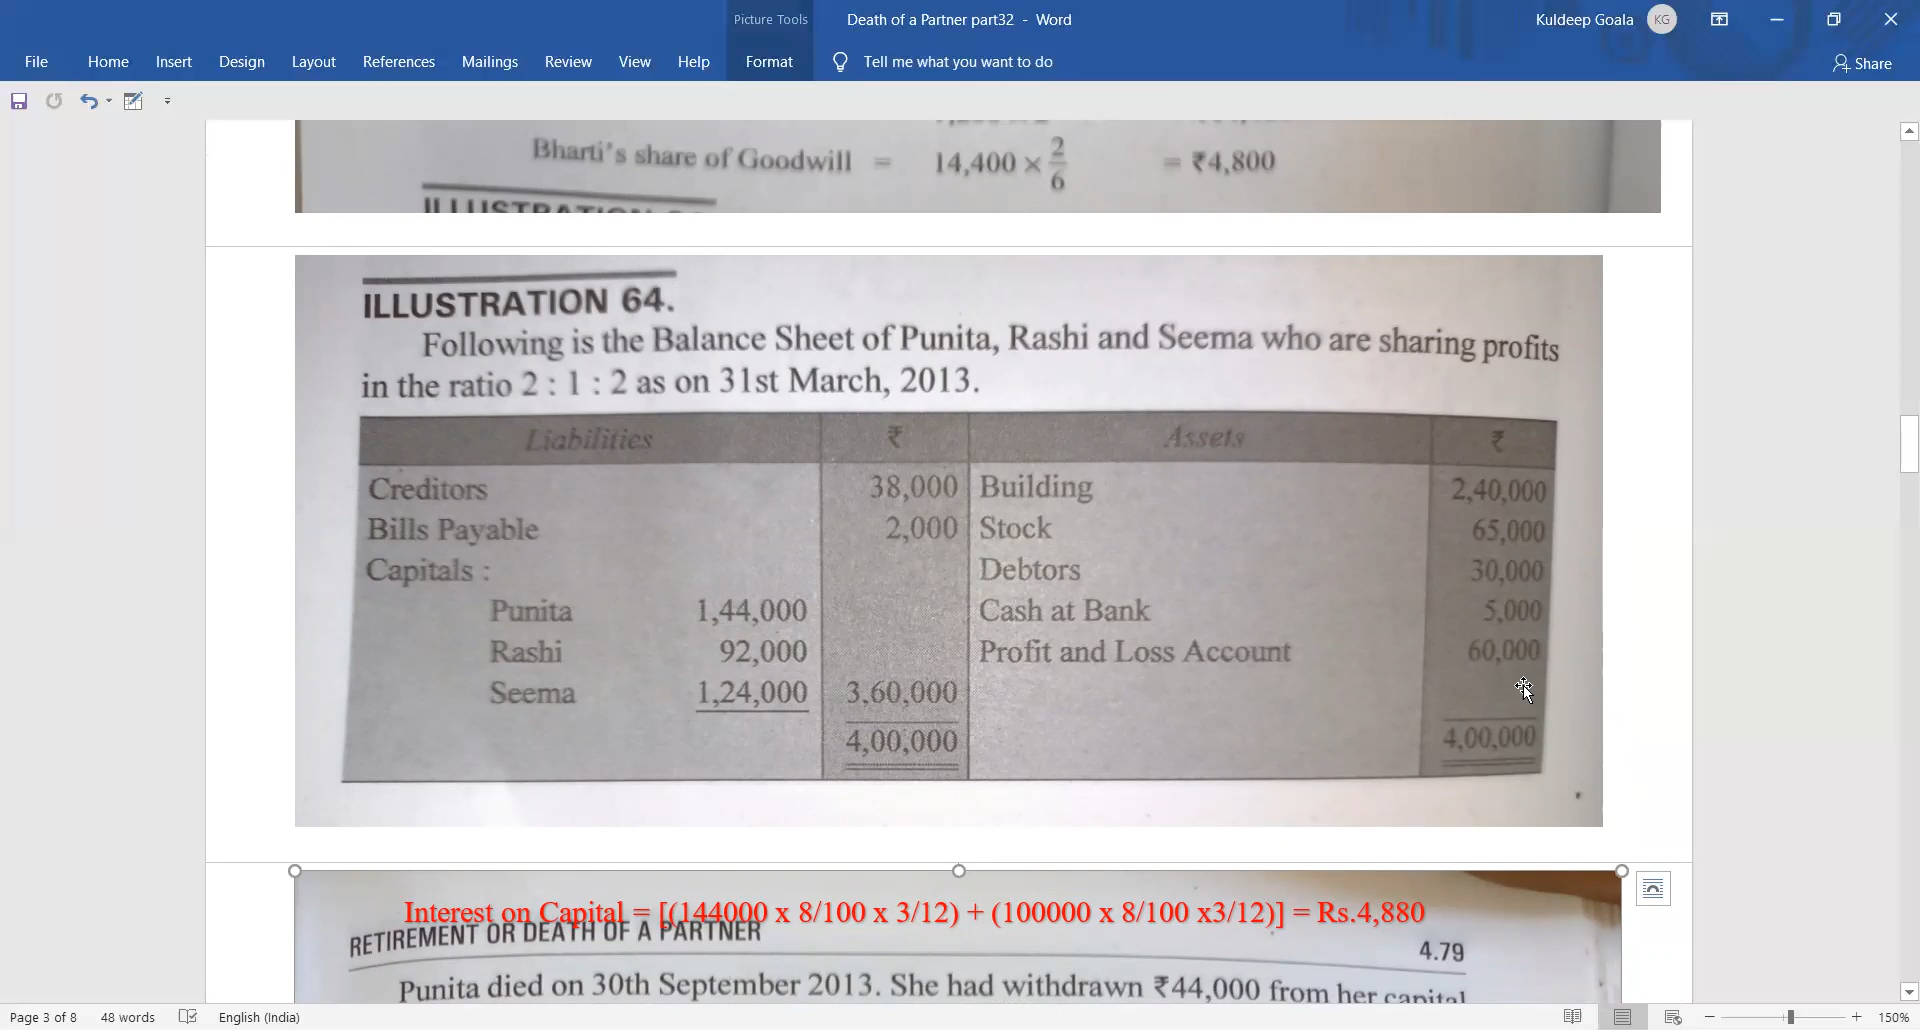 Picture Tools
Death of a Partner part32 - Word
Kuldeep Goala
KG
File Home Insert Design Layout References Mailings Review View Help Format Tell me what you want to do
Share
Bharti's share of Goodwill = 14,400 × 2/6 = ₹4,800
ILLUSTRATION
ILLUSTRATION 64.
Following is the Balance Sheet of Punita, Rashi and Seema who are sharing profits
in the ratio 2 : 1 : 2 as on 31st March, 2013.
Liabilities ₹ Assets ₹
Creditors 38,000 Building 2,40,000
Bills Payable 2,000 Stock 65,000
Capitals : Debtors 30,000
Punita 1,44,000 Cash at Bank 5,000
Rashi 92,000 Profit and Loss Account 60,000
Seema 1,24,000 3,60,000
4,00,000 4,00,000
Interest on Capital = [(144000 x 8/100 x 3/12) + (100000 x 8/100 x3/12)] = Rs.4,880
RETIREMENT OR DEATH OF A PARTNER 4.79
Punita died on 30th September 2013. She had withdrawn ₹44,000 from her capital
Page 3 of 8 48 words English (India) 150%